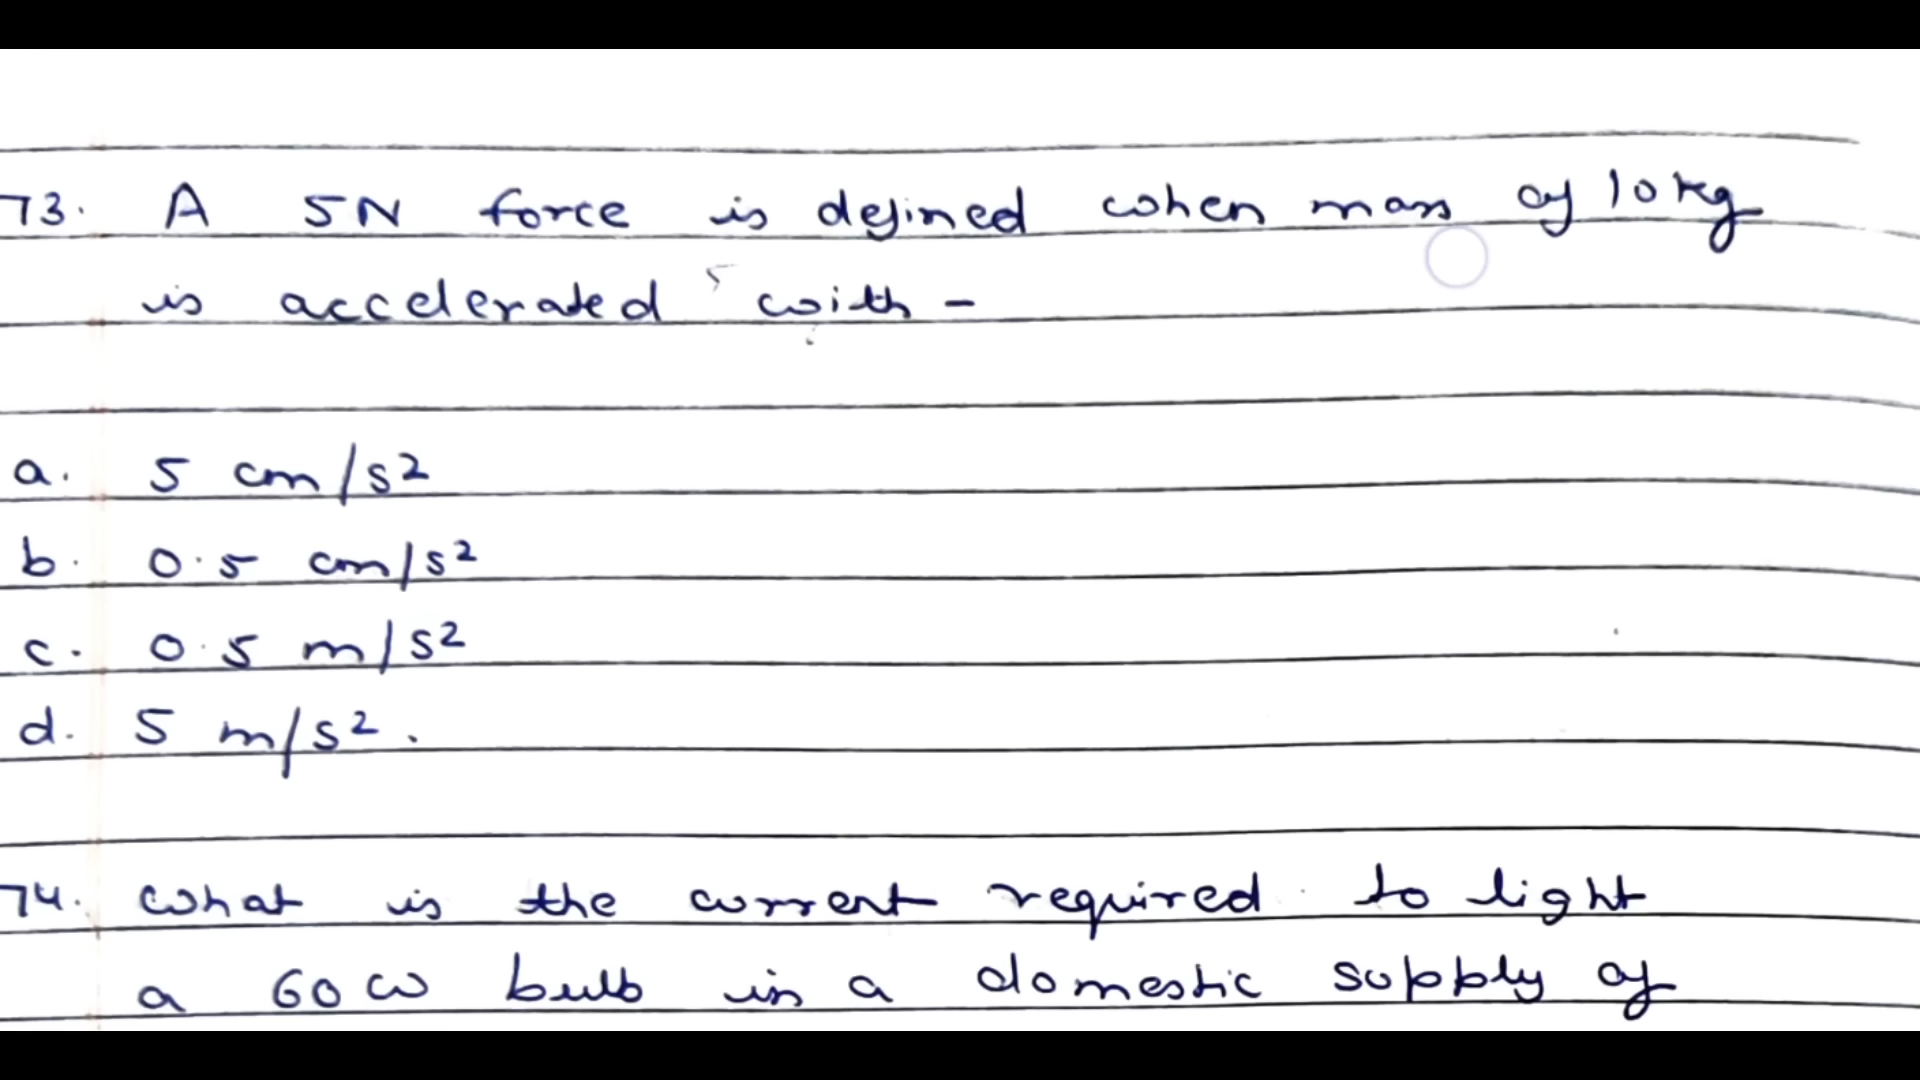 73. A 5N force is defined when mass of 10kg
is accelerated with -
a. 5 cm/s2
b. 0.5 cm/s2
c. 0.5 m/s2
d. 5 m/s2.
74. What is the current required to light
a 60W bulb in a domestic supply of